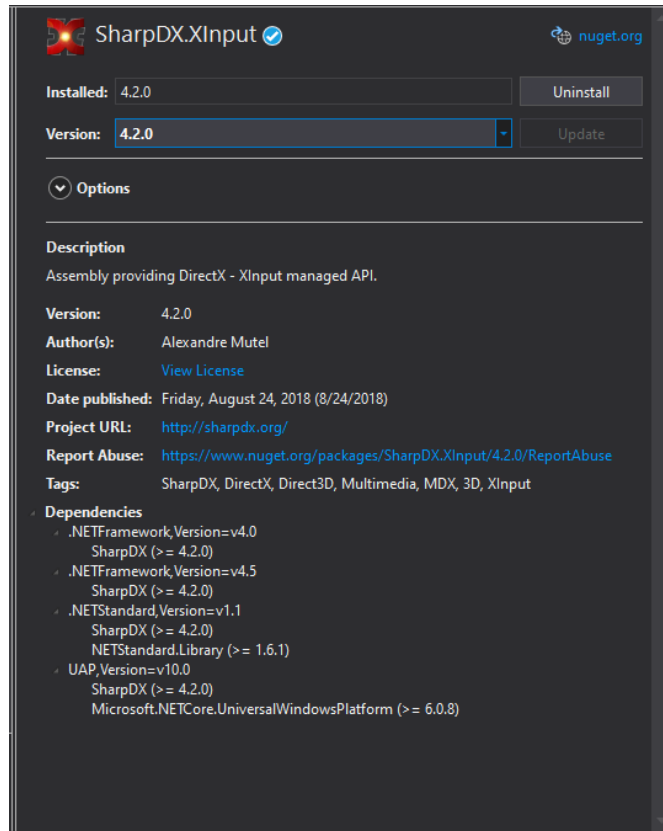 SharpDX.XInput
nuget.org
Installed: 4.2.0 Uninstall
Version: 4.2.0 Update
Options
Description
Assembly providing DirectX - XInput managed API.
Version: 4.2.0
Author(s): Alexandre Mutel
License: View License
Date published: Friday, August 24, 2018 (8/24/2018)
Project URL: http://sharpdx.org/
Report Abuse: https://www.nuget.org/packages/SharpDX.XInput/4.2.0/ReportAbuse
Tags: SharpDX, DirectX, Direct3D, Multimedia, MDX, 3D, XInput
Dependencies
.NETFramework,Version=v4.0
SharpDX (>= 4.2.0)
.NETFramework,Version=v4.5
SharpDX (>= 4.2.0)
.NETStandard,Version=v1.1
SharpDX (>= 4.2.0)
NETStandard.Library (>= 1.6.1)
UAP,Version=v10.0
SharpDX (>= 4.2.0)
Microsoft.NETCore.UniversalWindowsPlatform (>= 6.0.8)